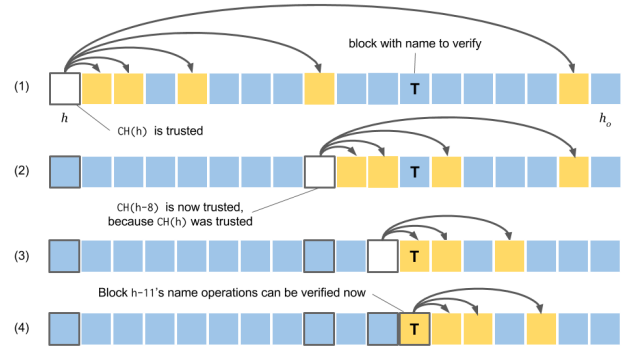 block with name to verify
(1)
T
h
hₒ
CH(h) is trusted
(2)
T
CH(h-8) is now trusted,
because CH(h) was trusted
(3)
T
Block h-11's name operations can be verified now
(4)
T